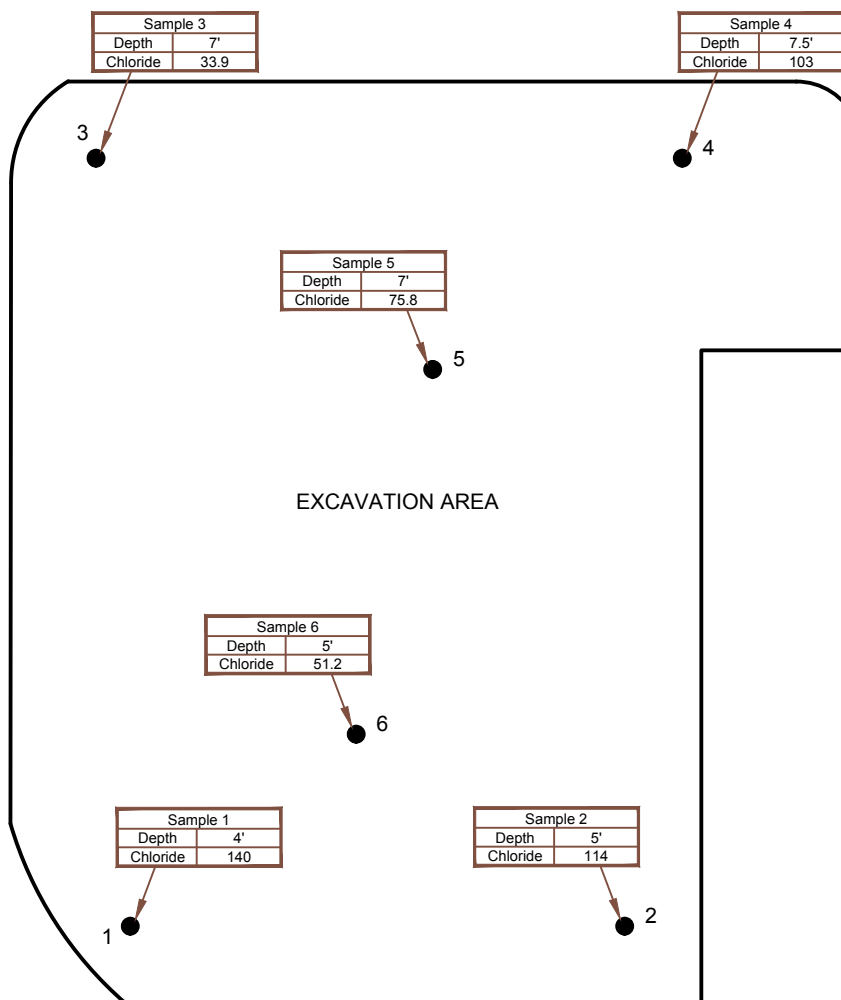 Sample 3
Depth 7'
Chloride 33.9
Sample 4
Depth 7.5'
Chloride 103
3
4
Sample 5
Depth 7'
Chloride 75.8
5
EXCAVATION AREA
Sample 6
Depth 5'
Chloride 51.2
6
Sample 1
Depth 4'
Chloride 140
Sample 2
Depth 5'
Chloride 114
1
2